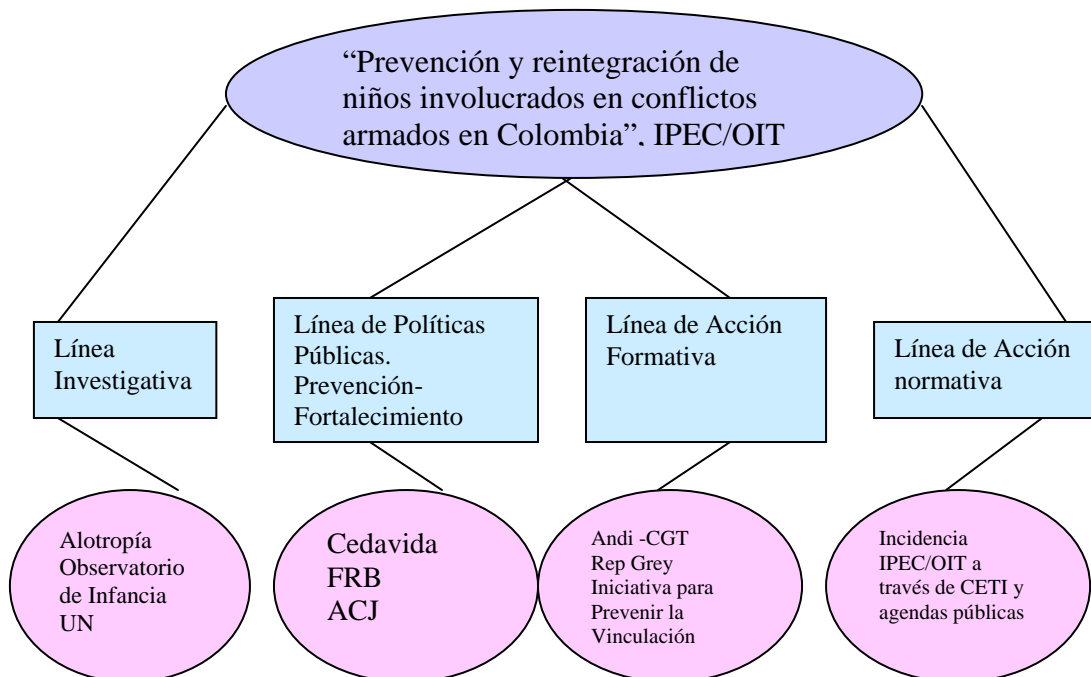 “Prevención y reintegración de
niños involucrados en conflictos
armados en Colombia”, IPEC/OIT
Línea
Investigativa
Línea de Políticas
Públicas.
Prevención-
Fortalecimiento
Línea de Acción
Formativa
Línea de Acción
normativa
Alotropía
Observatorio
de Infancia
UN
Cedavida
FRB
ACJ
Andi -CGT
Rep Grey
Iniciativa para
Prevenir la
Vinculación
Incidencia
IPEC/OIT a
través de CETI y
agendas públicas